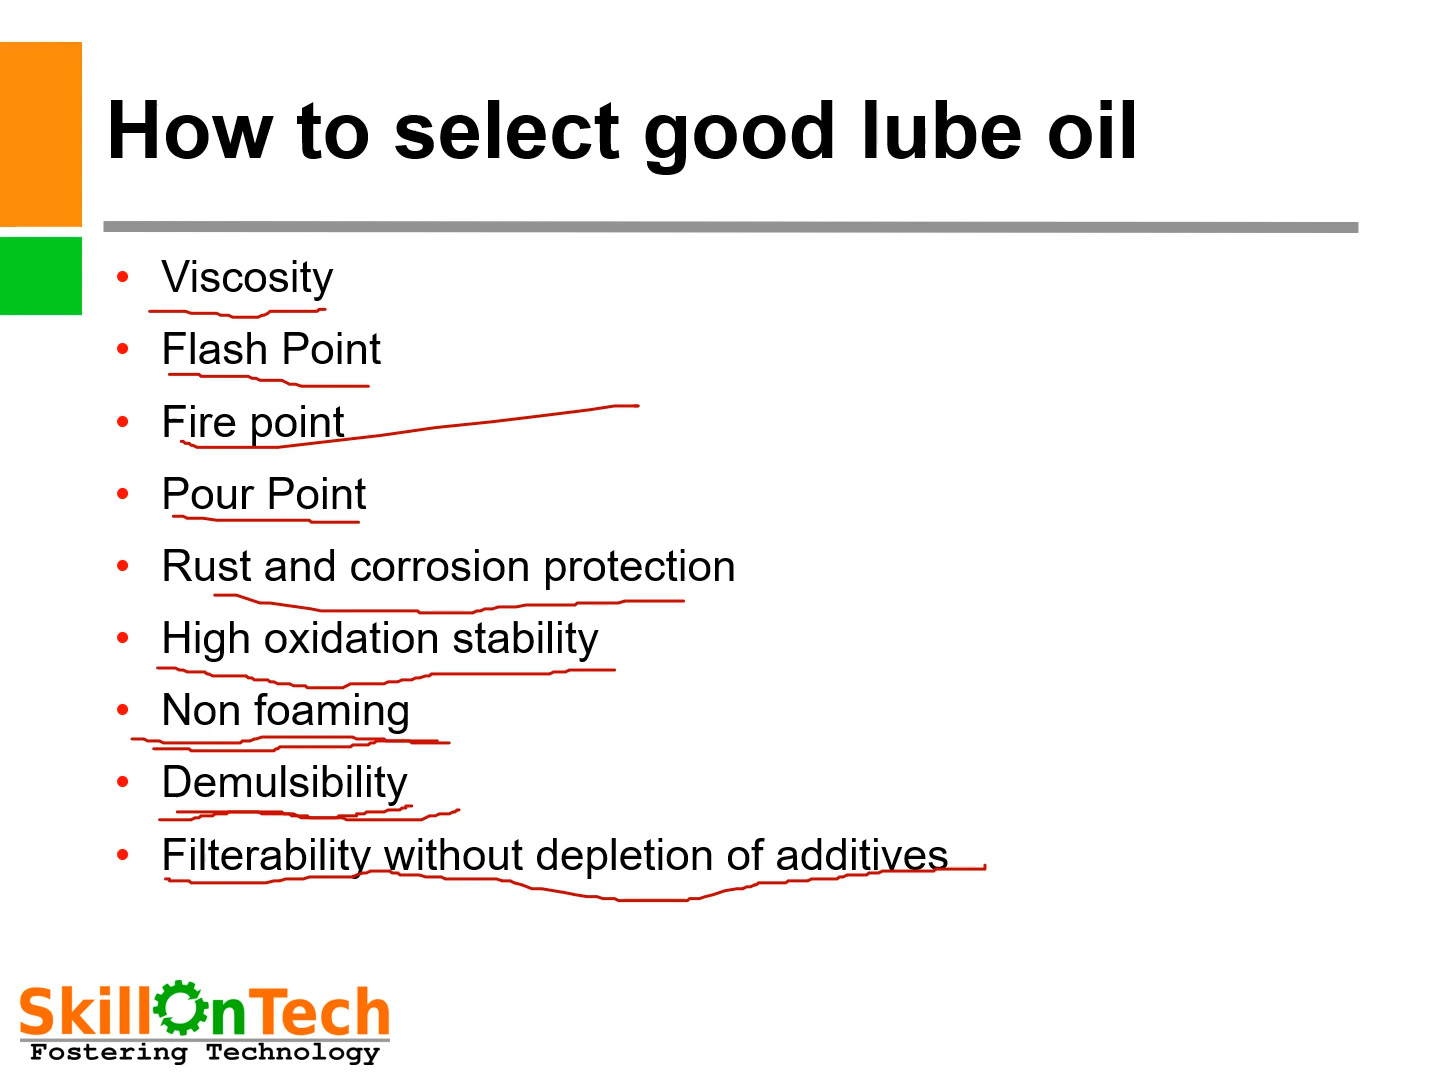 How to select good lube oil
• Viscosity
• Flash Point
• Fire point
• Pour Point
• Rust and corrosion protection
• High oxidation stability
• Non foaming
• Demulsibility
• Filterability without depletion of additives
SkillOnTech
Fostering Technology